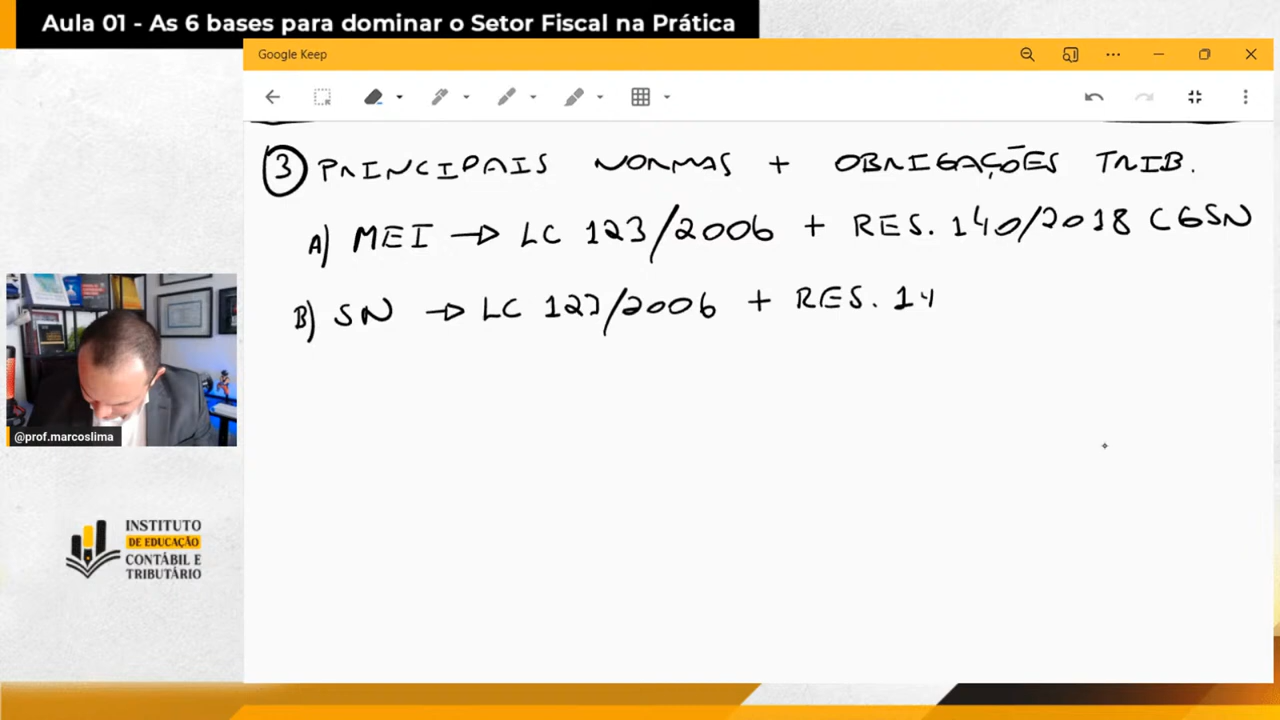 Aula 01 - As 6 bases para dominar o Setor Fiscal na Prática
Google Keep
3 PRINCIPAIS NORMAS + OBRIGAÇÕES TRIB.
A) MEI → LC 123/2006 + RES. 140/2018 CGSN
B) SN → LC 123/2006 + RES. 14
@prof.marcoslima
INSTITUTO
DE EDUCAÇÃO
CONTÁBIL E
TRIBUTÁRIO